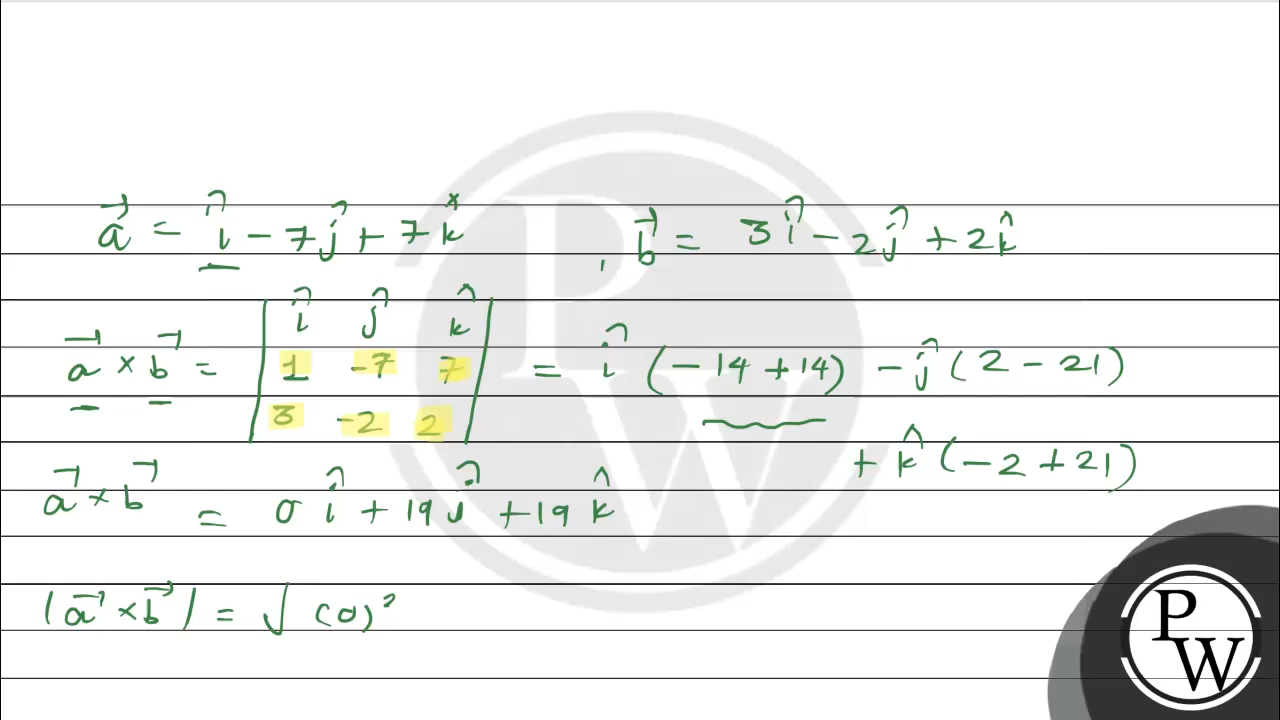 a⃗ = î - 7ĵ + 7k̂ , b⃗ = 3î - 2ĵ + 2k̂
a⃗ × b⃗ = | î ĵ k̂ | = î (-14 + 14) - ĵ (2 - 21)
1 -7 7
3 -2 2
+ k̂ (-2 + 21)
a⃗ × b⃗ = 0 î + 19 ĵ + 19 k̂
|a⃗ × b⃗| = √ (0)²
P
W